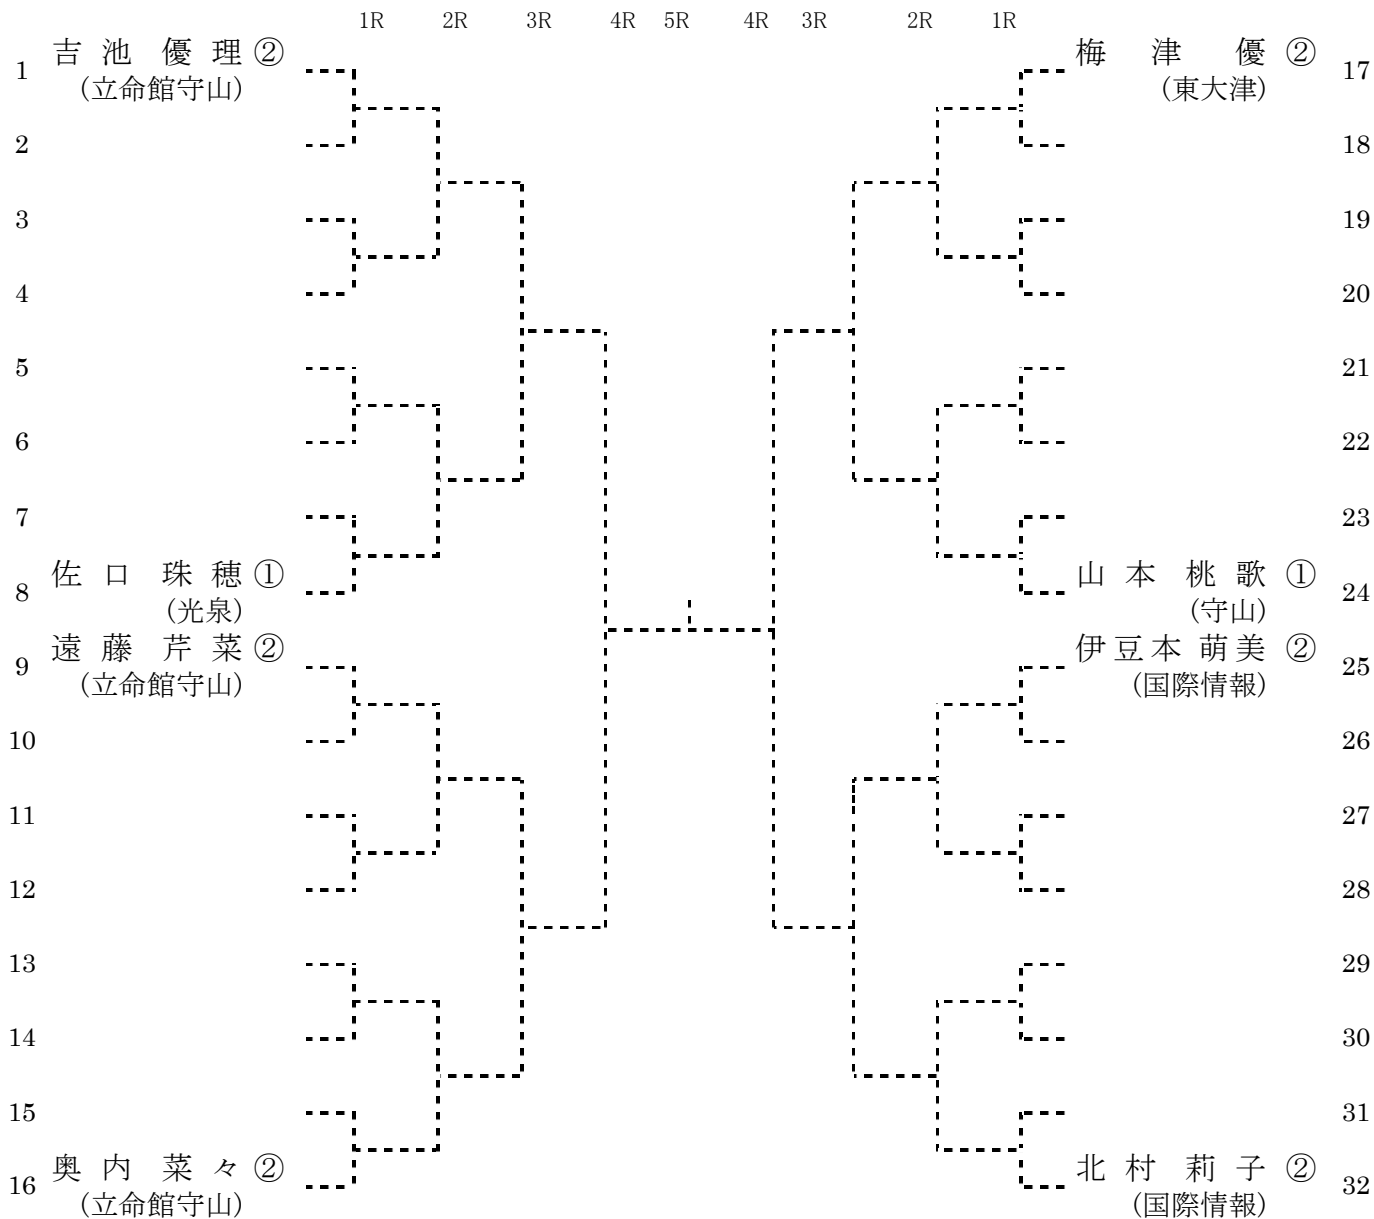 1R 2R 3R 4R 5R 4R 3R 2R 1R
1 吉池 優理 ②
(立命館守山)
2
3
4
5
6
7
8 佐口 珠穂 ①
(光泉)
9 遠藤 芹菜 ②
(立命館守山)
10
11
12
13
14
15
16 奥内 菜々 ②
(立命館守山)
梅津 優 ② 17
(東大津)
18
19
20
21
22
23
山本 桃歌 ① 24
(守山)
伊豆本 萌美 ② 25
(国際情報)
26
27
28
29
30
31
北村 莉子 ② 32
(国際情報)